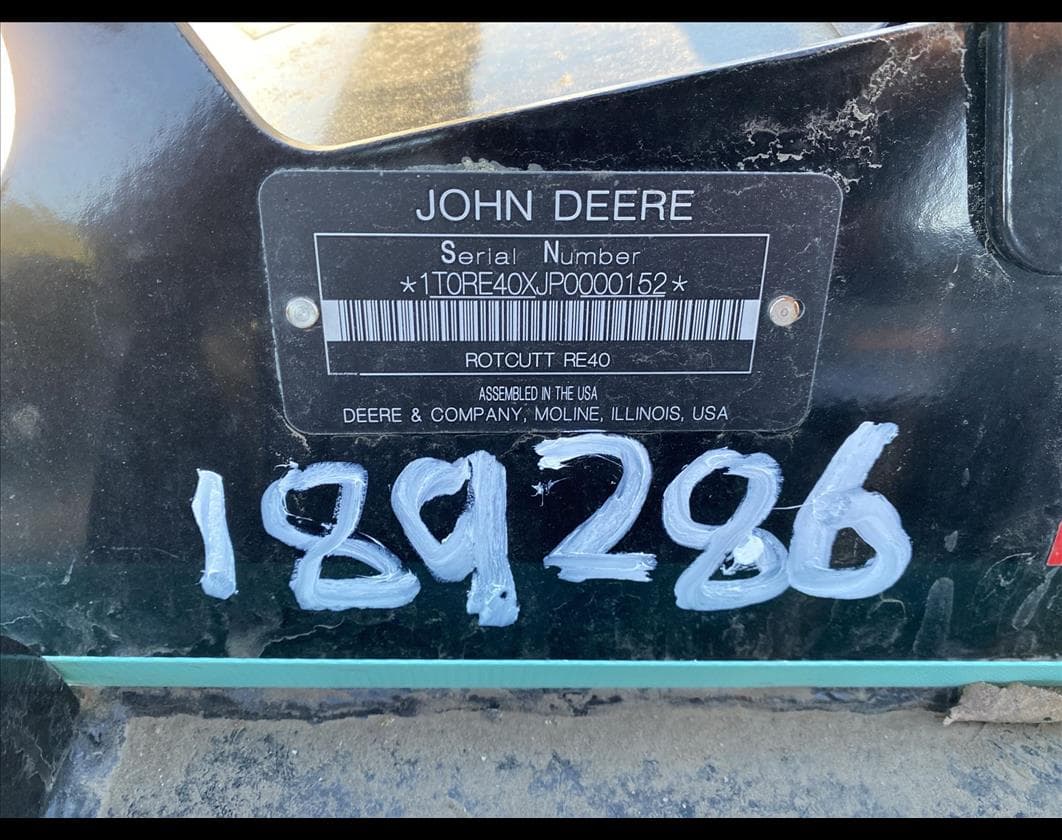 JOHN DEERE
Serial Number
*1T0RE40XJP0000152*
ROTCUTT RE40
ASSEMBLED IN THE USA
DEERE & COMPANY, MOLINE, ILLINOIS, USA
189286